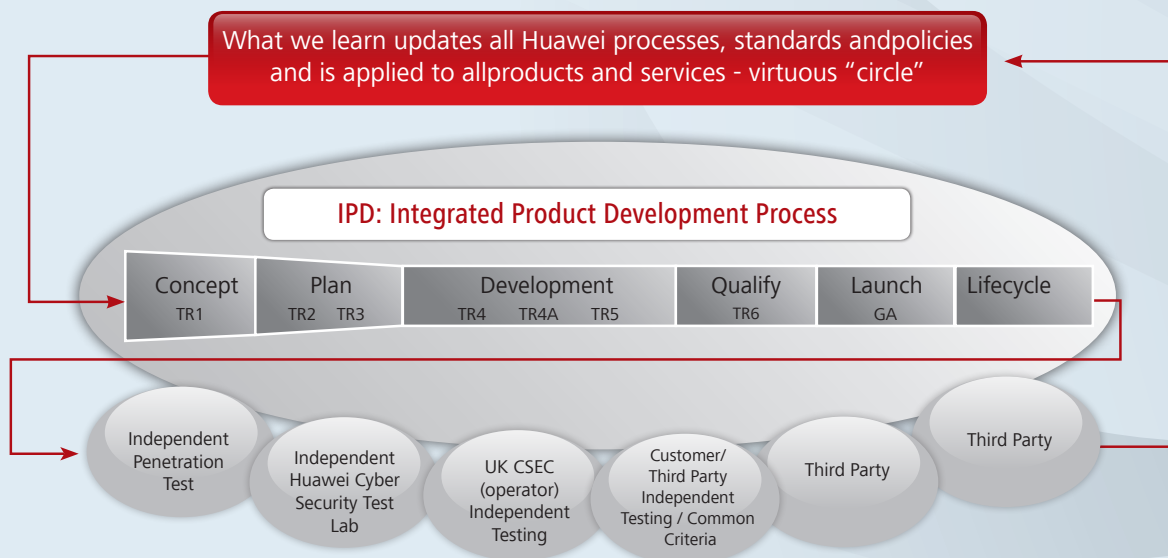 What we learn updates all Huawei processes, standards andpolicies
and is applied to allproducts and services - virtuous “circle”
IPD: Integrated Product Development Process
Concept
TR1
Plan
TR2 TR3
Development
TR4 TR4A TR5
Qualify
TR6
Launch
GA
Lifecycle
Independent
Penetration
Test
Independent
Huawei Cyber
Security Test
Lab
UK CSEC
(operator)
Independent
Testing
Customer/
Third Party
Independent
Testing / Common
Criteria
Third Party
Third Party